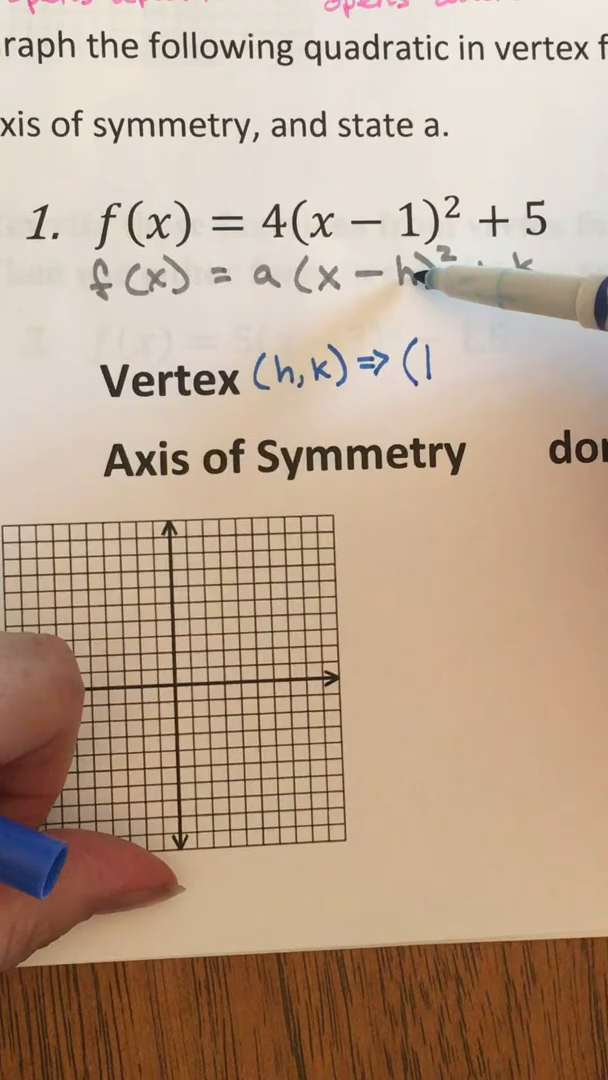 raph the following quadratic in vertex f
xis of symmetry, and state a.
1. f(x) = 4(x − 1)² + 5
f(x) = a(x − h)² + k
Vertex (h,k) ⇒ (1
Axis of Symmetry do